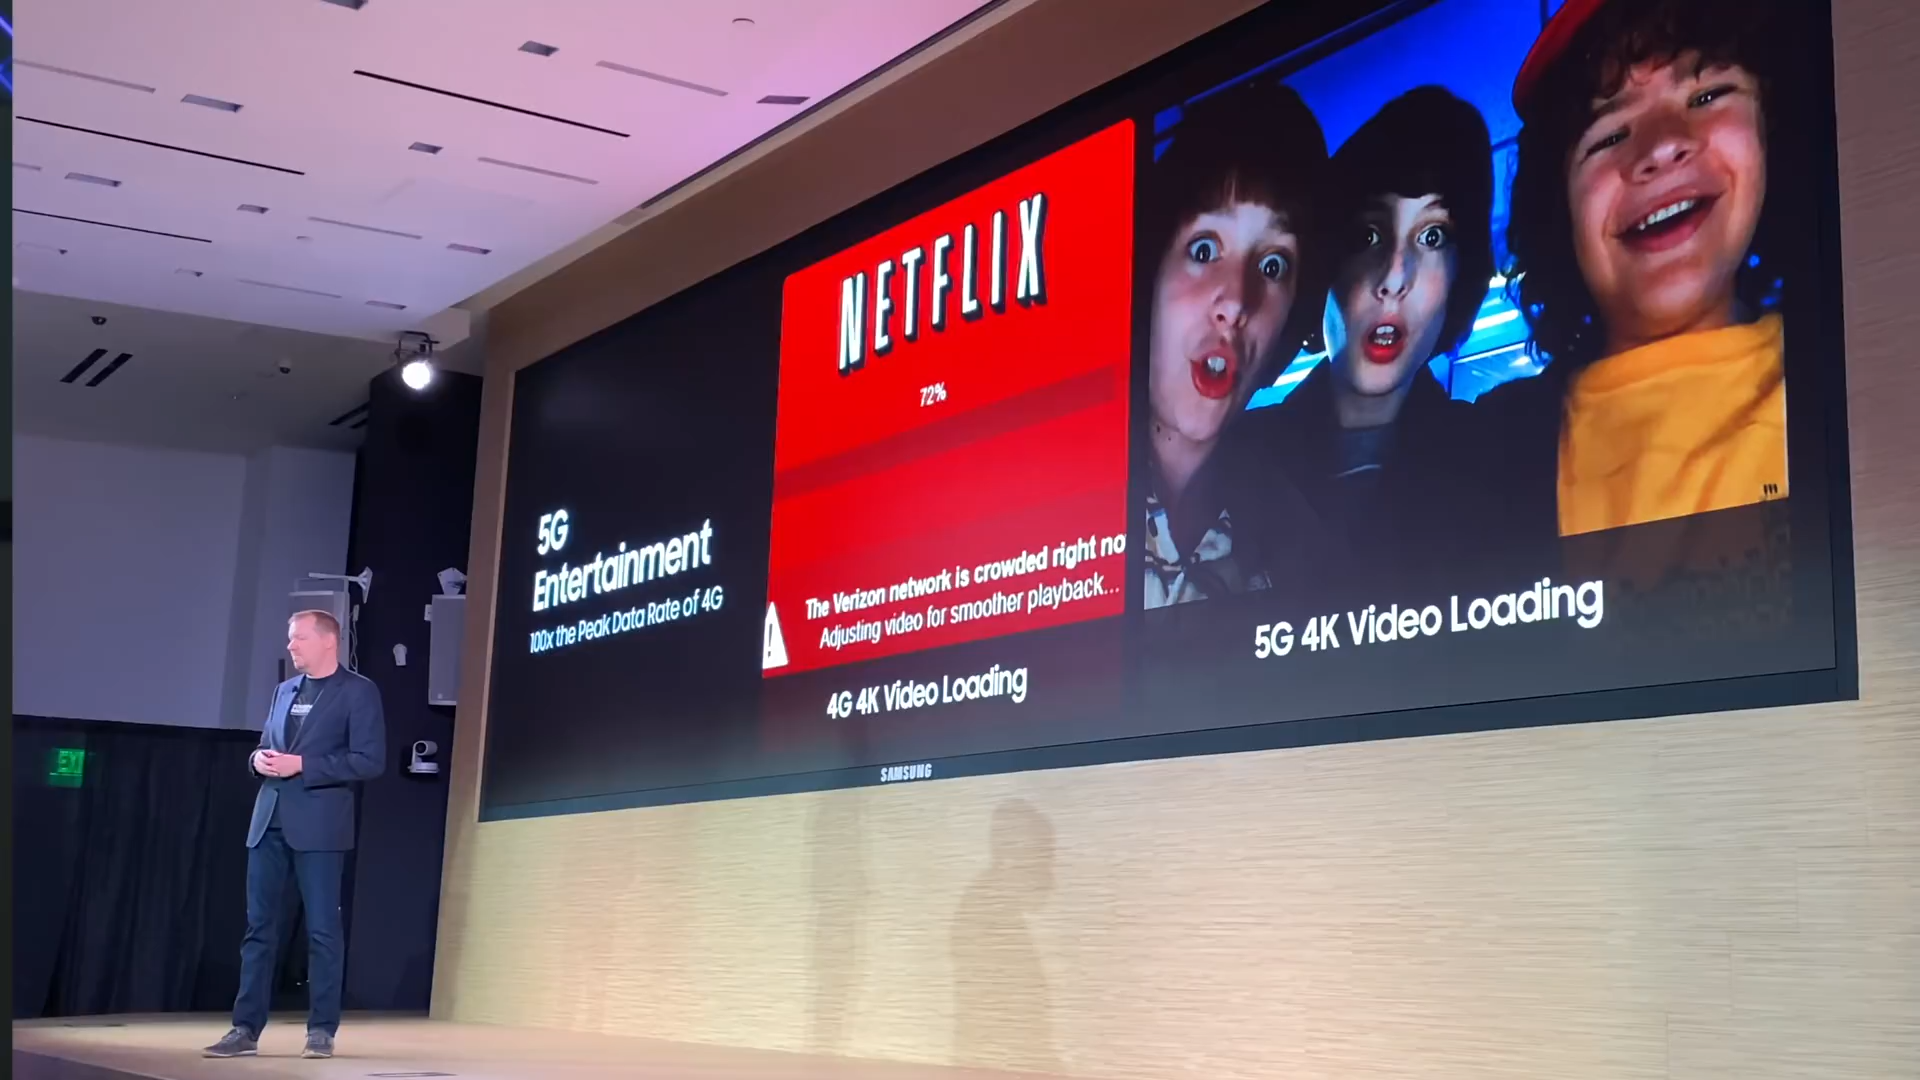 5G
Entertainment
100x the Peak Data Rate of 4G
NETFLIX
72%
The Verizon network is crowded right no
Adjusting video for smoother playback...
4G 4K Video Loading
5G 4K Video Loading
SAMSUNG
EXIT